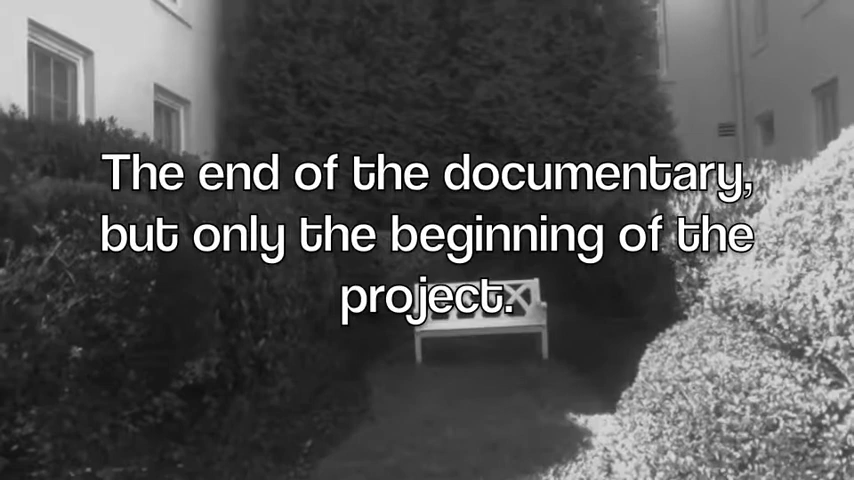 The end of the documentary,
but only the beginning of the
project.